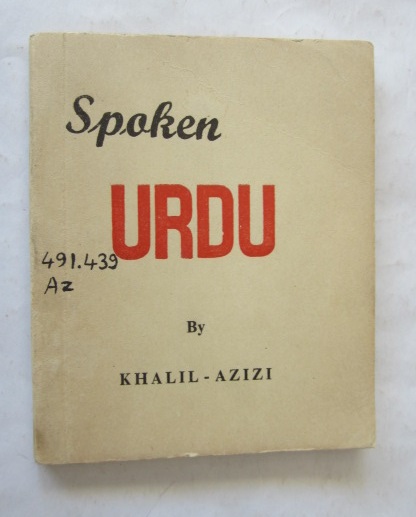 Spoken
URDU
491.439
Az
By
KHALIL - AZIZI